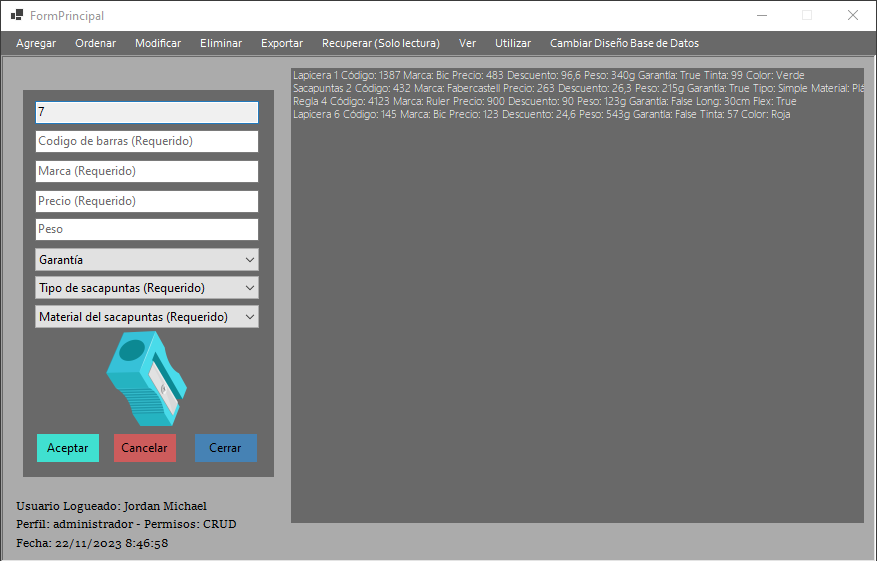 FormPrincipal
Agregar Ordenar Modificar Eliminar Exportar Recuperar (Solo lectura) Ver Utilizar Cambiar Diseño Base de Datos
7
Codigo de barras (Requerido)
Marca (Requerido)
Precio (Requerido)
Peso
Garantía
Tipo de sacapuntas (Requerido)
Material del sacapuntas (Requerido)
Aceptar Cancelar Cerrar
Lapicera 1 Código: 1387 Marca: Bic Precio: 483 Descuento: 96,6 Peso: 340g Garantía: True Tinta: 99 Color: Verde
Sacapuntas 2 Código: 432 Marca: Fabercastell Precio: 263 Descuento: 26,3 Peso: 215g Garantía: True Tipo: Simple Material: Plá
Regla 4 Código: 4123 Marca: Ruler Precio: 900 Descuento: 90 Peso: 123g Garantía: False Long: 30cm Flex: True
Lapicera 6 Código: 145 Marca: Bic Precio: 123 Descuento: 24,6 Peso: 543g Garantía: False Tinta: 57 Color: Roja
Usuario Logueado: Jordan Michael
Perfil: administrador - Permisos: CRUD
Fecha: 22/11/2023 8:46:58